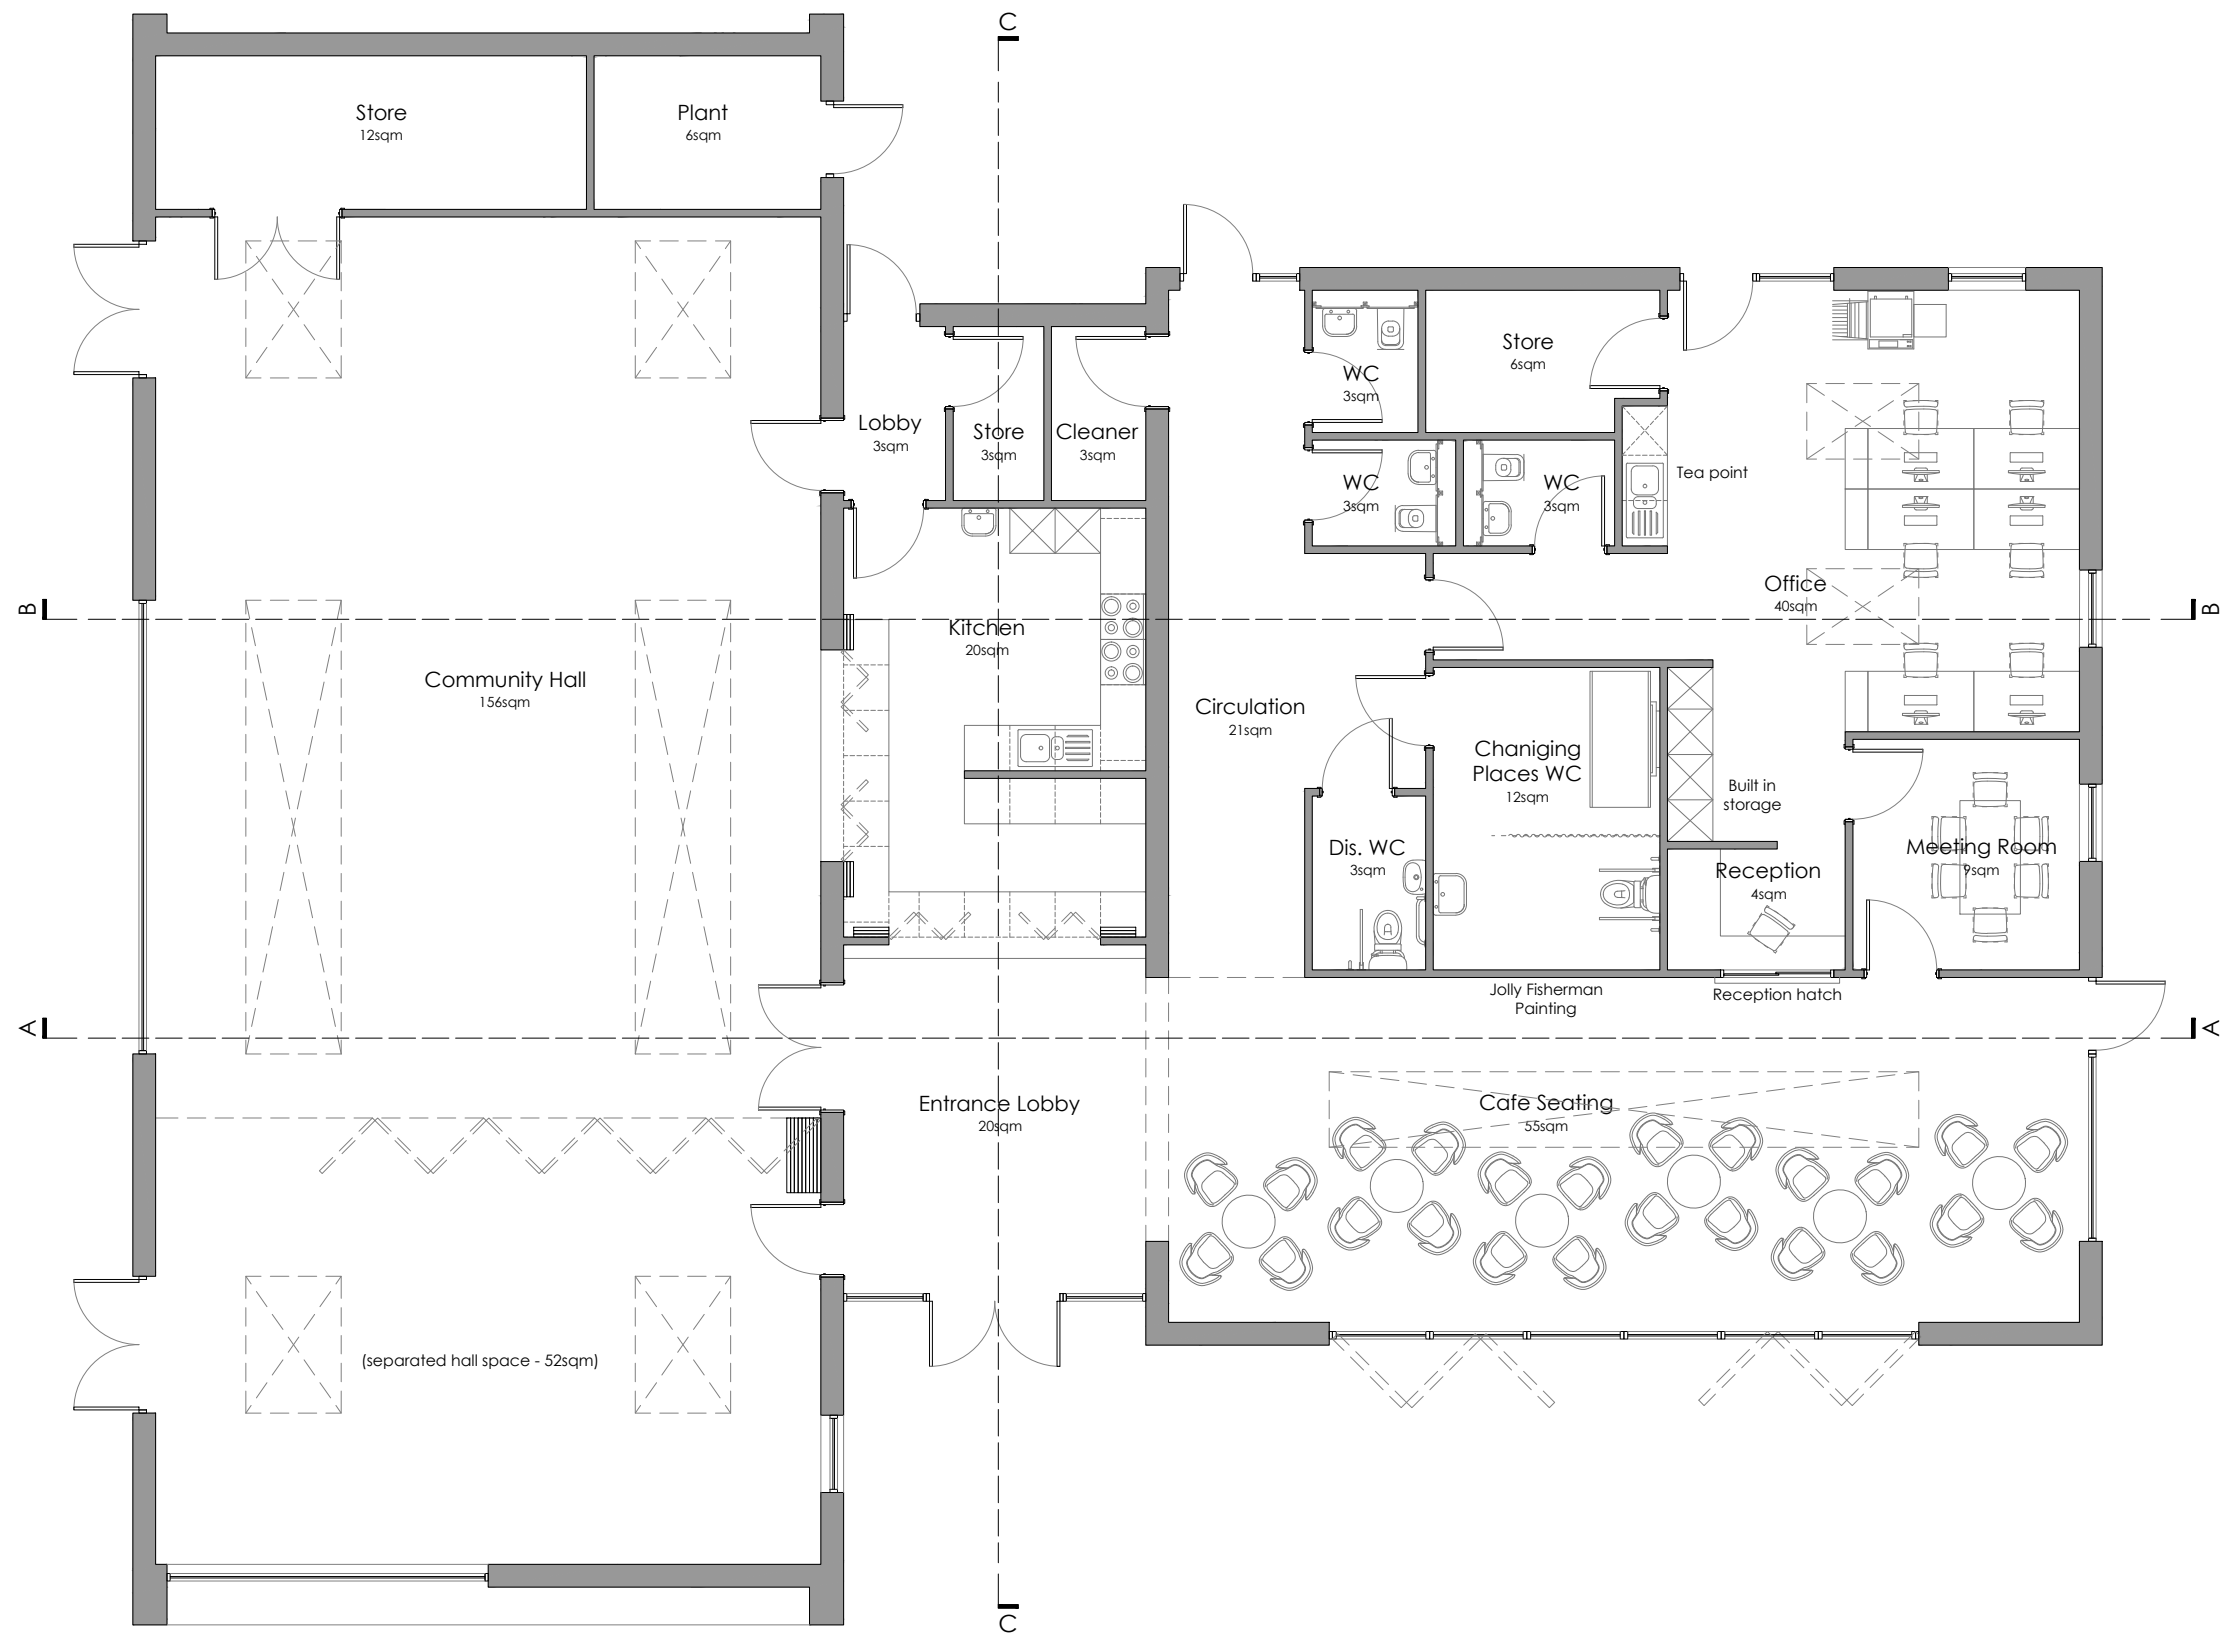 C
Store
12sqm
Plant
6sqm
Store
6sqm
WC
3sqm
Lobby
3sqm
Store
3sqm
Cleaner
3sqm
WC
3sqm
WC
3sqm
Tea point
Office
40sqm
B
B
Kitchen
20sqm
Community Hall
156sqm
Circulation
21sqm
Chaniging
Places WC
12sqm
Built in
storage
Dis. WC
3sqm
Meeting Room
9sqm
Reception
4sqm
Jolly Fisherman
Painting
Reception hatch
A
A
Entrance Lobby
20sqm
Cafe Seating
55sqm
(separated hall space - 52sqm)
C